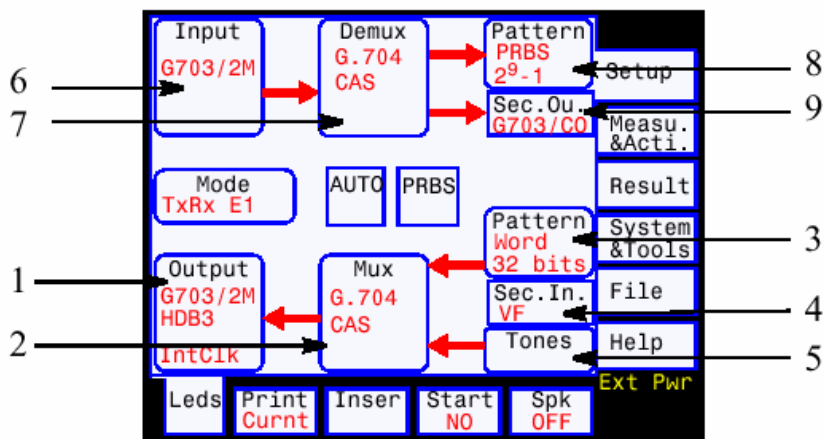 Input
G703/2M
Demux
G.704
CAS
Pattern
PRBS
2⁹-1
Sec.Ou.
G703/CO
Setup
Measu.
&Acti.
Result
System
&Tools
File
Help
Ext Pwr
Mode
TxRx E1
AUTO
PRBS
Output
G703/2M
HDB3
IntClk
Mux
G.704
CAS
Pattern
Word
32 bits
Sec.In.
VF
Tones
Leds
Print
Curnt
Inser
Start
NO
Spk
OFF
6
7
1
2
8
9
3
4
5